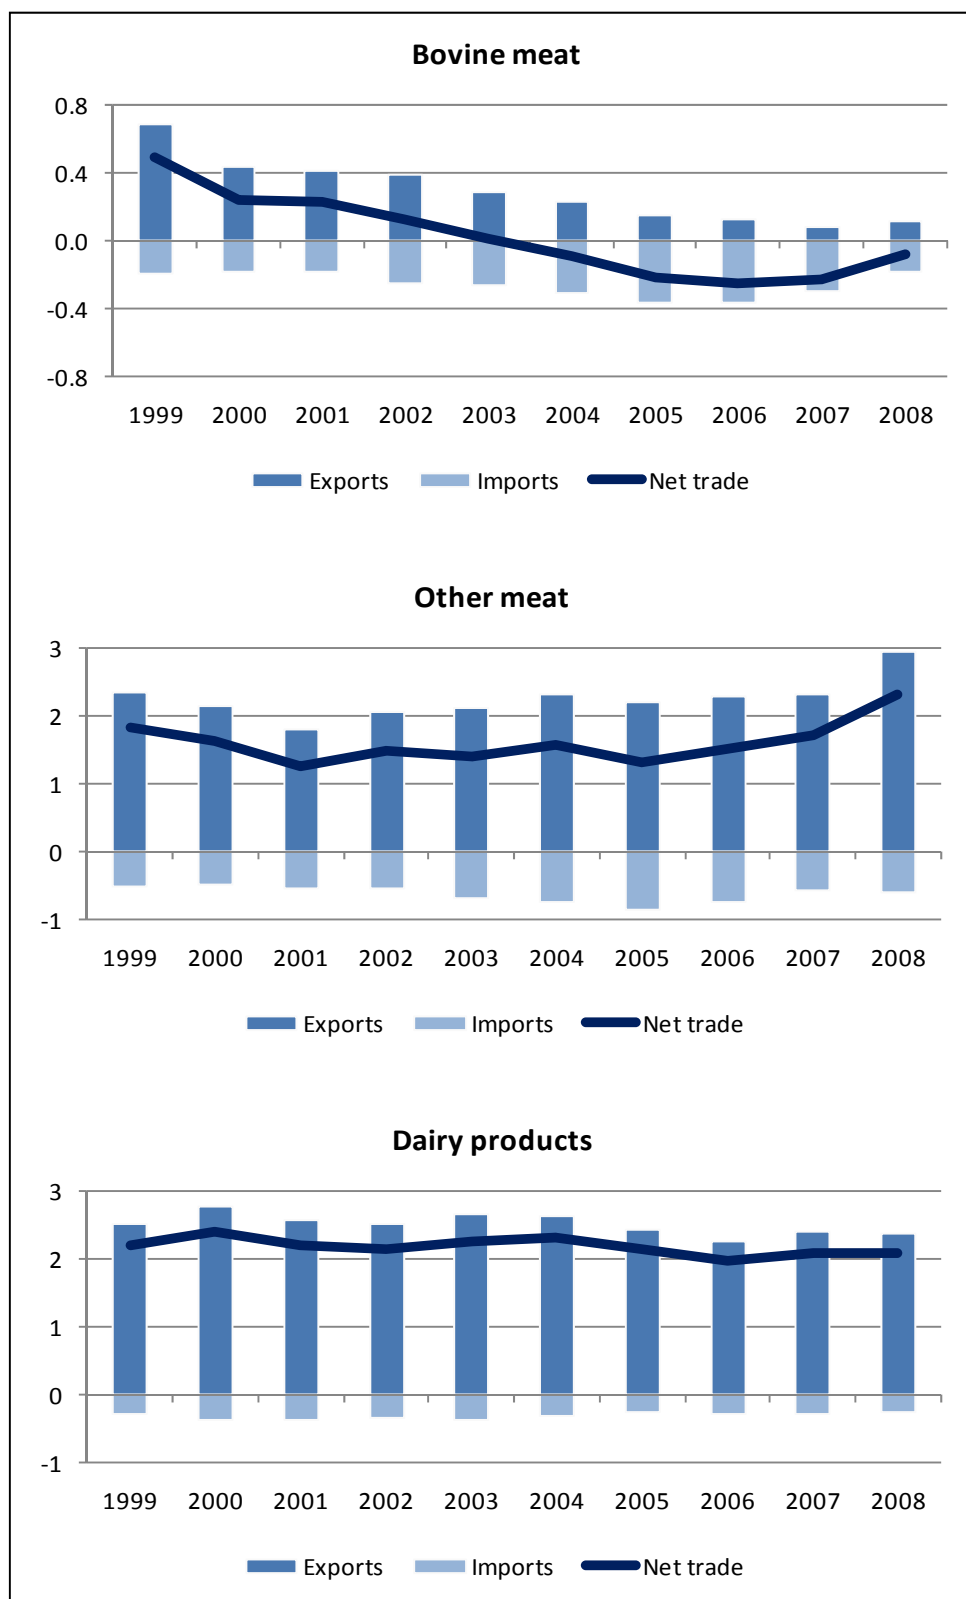 Bovine meat
0.8
0.4
0.0
-0.4
-0.8
1999 2000 2001 2002 2003 2004 2005 2006 2007 2008
Exports Imports Net trade
Other meat
3
2
1
0
-1
1999 2000 2001 2002 2003 2004 2005 2006 2007 2008
Exports Imports Net trade
Dairy products
3
2
1
0
-1
1999 2000 2001 2002 2003 2004 2005 2006 2007 2008
Exports Imports Net trade